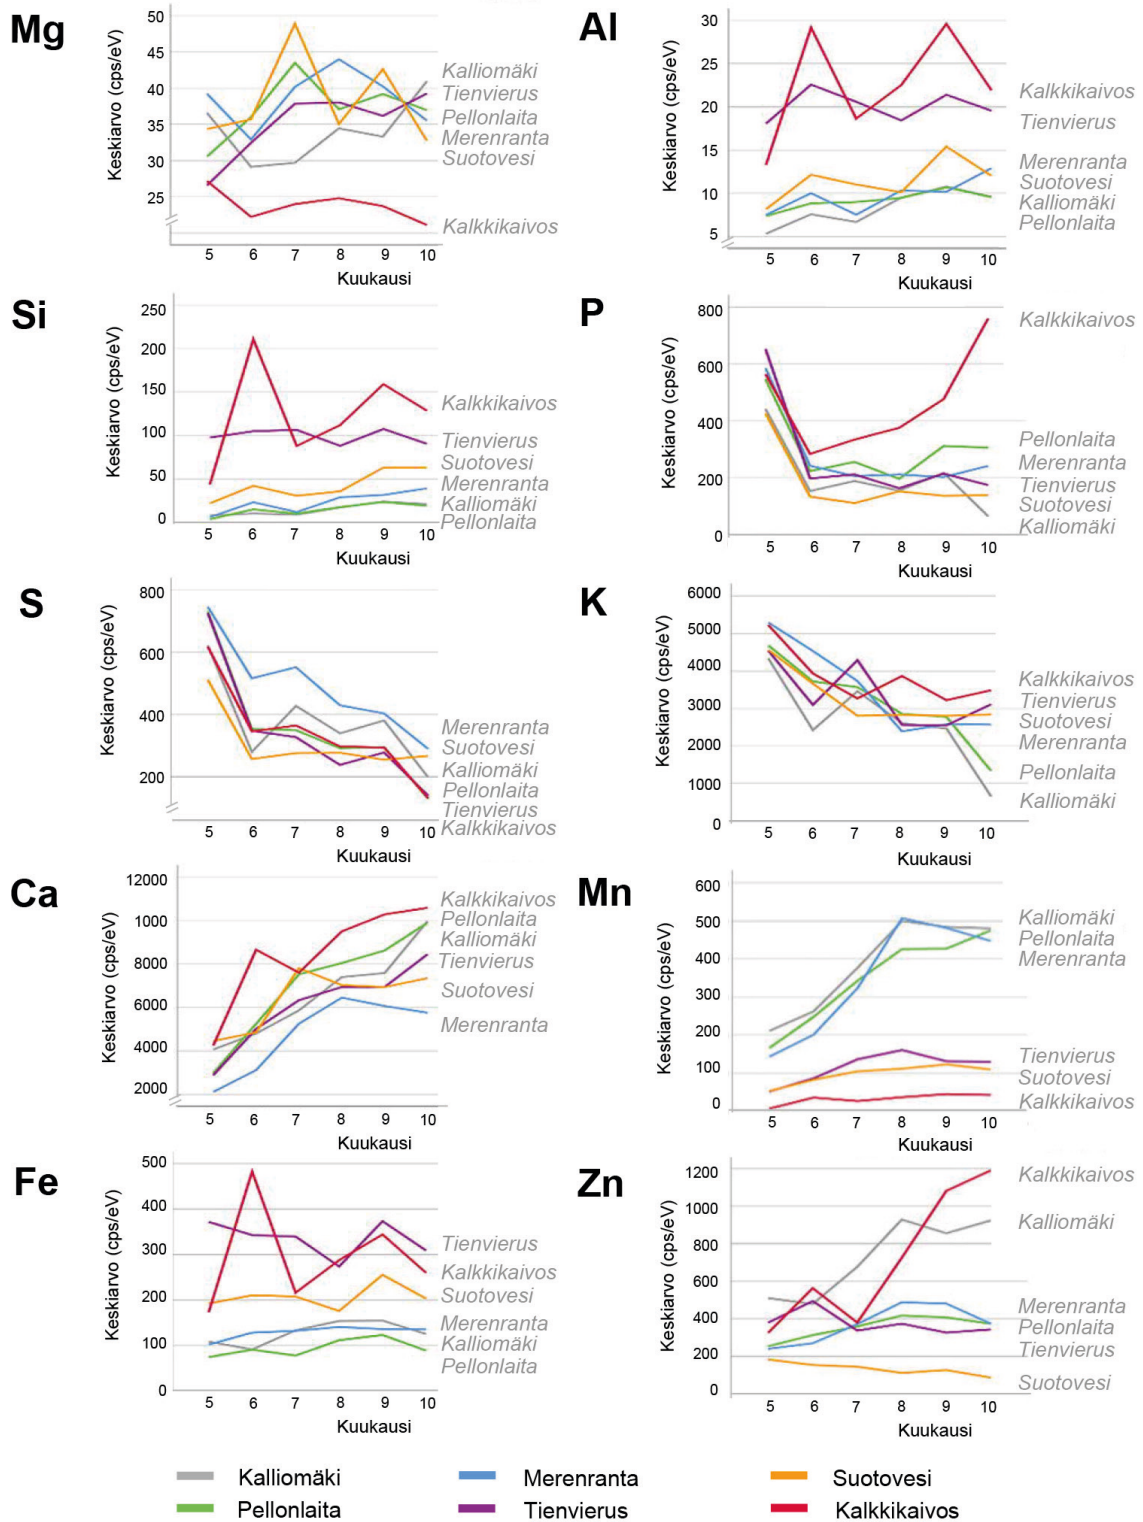 Mg
Keskiarvo (cps/eV)
50
45
40
35
30
25
5 6 7 8 9 10
Kuukausi
Kalliomäki
Tienvierus
Pellonlaita
Merenranta
Suotovesi
Kalkkikaivos
Al
Keskiarvo (cps/eV)
30
25
20
15
10
5
5 6 7 8 9 10
Kuukausi
Kalkkikaivos
Tienvierus
Merenranta
Suotovesi
Kalliomäki
Pellonlaita
Si
Keskiarvo (cps/eV)
250
200
150
100
50
0
5 6 7 8 9 10
Kuukausi
Kalkkikaivos
Tienvierus
Suotovesi
Merenranta
Kalliomäki
Pellonlaita
P
Keskiarvo (cps/eV)
800
600
400
200
0
5 6 7 8 9 10
Kuukausi
Kalkkikaivos
Pellonlaita
Merenranta
Tienvierus
Suotovesi
Kalliomäki
S
Keskiarvo (cps/eV)
800
600
400
200
5 6 7 8 9 10
Kuukausi
Merenranta
Suotovesi
Kalliomäki
Pellonlaita
Tienvierus
Kalkkikaivos
K
Keskiarvo (cps/eV)
6000
5000
4000
3000
2000
1000
0
5 6 7 8 9 10
Kuukausi
Kalkkikaivos
Tienvierus
Suotovesi
Merenranta
Pellonlaita
Kalliomäki
Ca
Keskiarvo (cps/eV)
12000
10000
8000
6000
4000
2000
5 6 7 8 9 10
Kuukausi
Kalkkikaivos
Pellonlaita
Kalliomäki
Tienvierus
Suotovesi
Merenranta
Mn
Keskiarvo (cps/eV)
600
500
400
300
200
100
0
5 6 7 8 9 10
Kuukausi
Kalliomäki
Pellonlaita
Merenranta
Tienvierus
Suotovesi
Kalkkikaivos
Fe
Keskiarvo (cps/eV)
500
400
300
200
100
0
5 6 7 8 9 10
Kuukausi
Tienvierus
Kalkkikaivos
Suotovesi
Merenranta
Kalliomäki
Pellonlaita
Zn
Keskiarvo (cps/eV)
1200
1000
800
600
400
200
0
5 6 7 8 9 10
Kuukausi
Kalkkikaivos
Kalliomäki
Merenranta
Pellonlaita
Tienvierus
Suotovesi
Kalliomäki Merenranta Suotovesi
Pellonlaita Tienvierus Kalkkikaivos